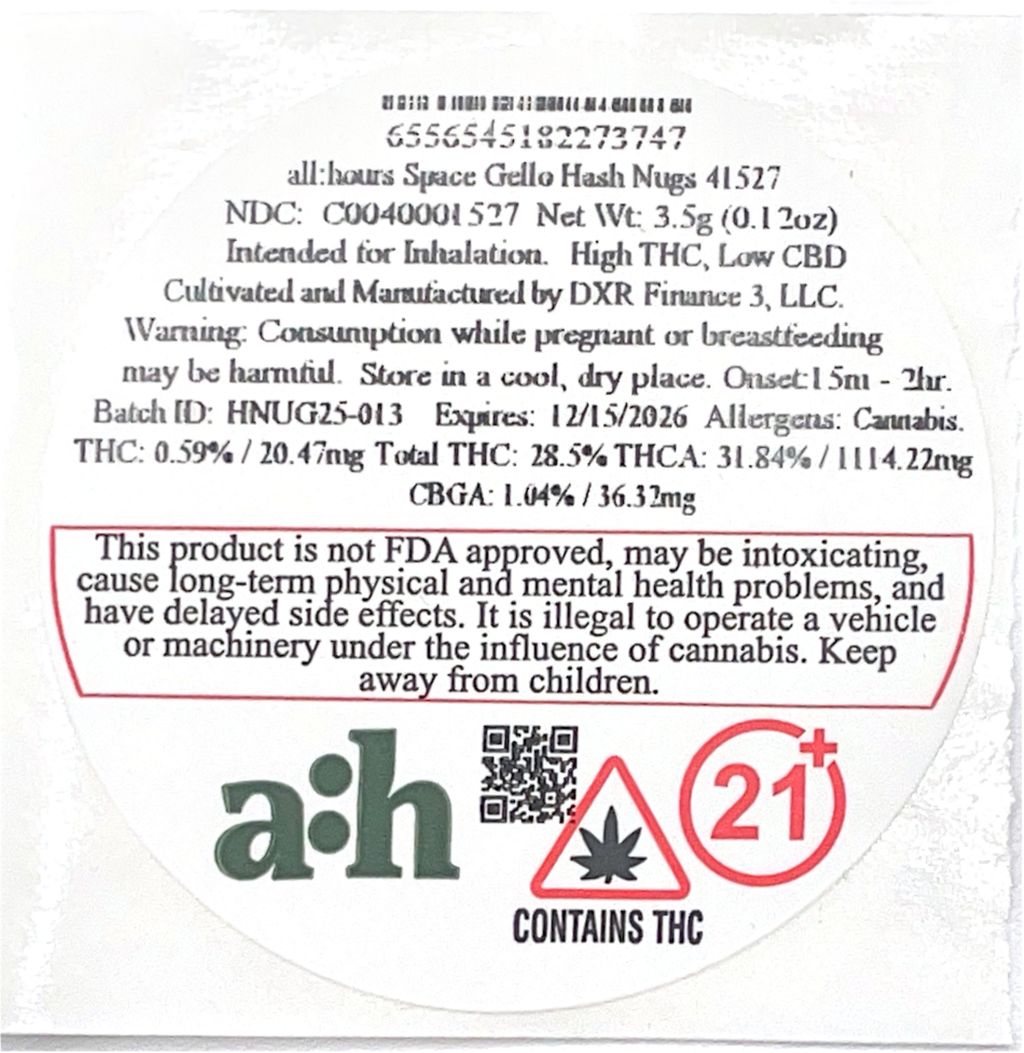 6556545182273747
all:hours Space Gello Hash Nugs 41527
NDC: C0040001527 Net Wt: 3.5g (0.12oz)
Intended for Inhalation. High THC, Low CBD
Cultivated and Manufactured by DXR Finance 3, LLC.
Warning: Consumption while pregnant or breastfeeding
may be harmful. Store in a cool, dry place. Onset:15m - 2hr.
Batch ID: HNUG25-013 Expires: 12/15/2026 Allergens: Cannabis.
THC: 0.59% / 20.47mg Total THC: 28.5% THCA: 31.84% / 1114.22mg
CBGA: 1.04% / 36.32mg
This product is not FDA approved, may be intoxicating,
cause long-term physical and mental health problems, and
have delayed side effects. It is illegal to operate a vehicle
or machinery under the influence of cannabis. Keep
away from children.
a:h
21+
CONTAINS THC